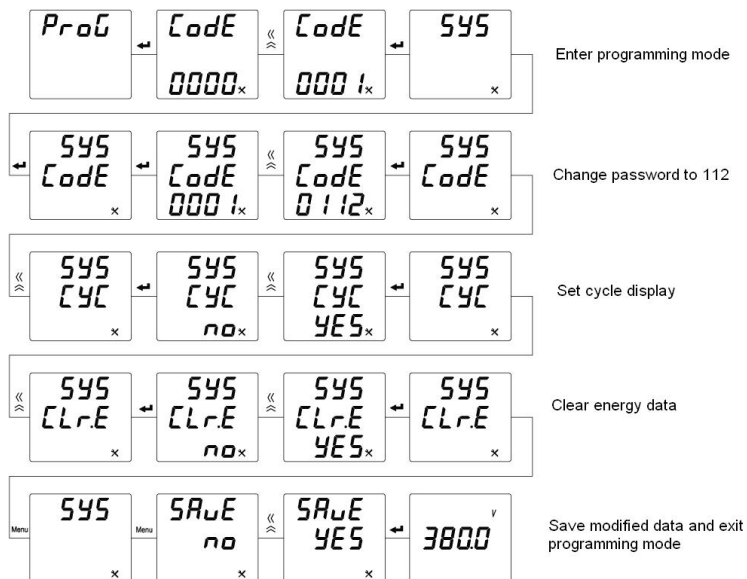 ProG CodE CodE SYS
0000× 0001× × Enter programming mode
SYS SYS SYS SYS
CodE CodE CodE CodE
× 0001× 0112× × Change password to 112
SYS SYS SYS SYS
CYC CYC CYC CYC
× no× YES× × Set cycle display
SYS SYS SYS SYS
CLr.E CLr.E CLr.E CLr.E
× no× YES× × Clear energy data
SYS SAvE SAvE V
Menu Menu no YES 380.0 Save modified data and exit
× × × programming mode